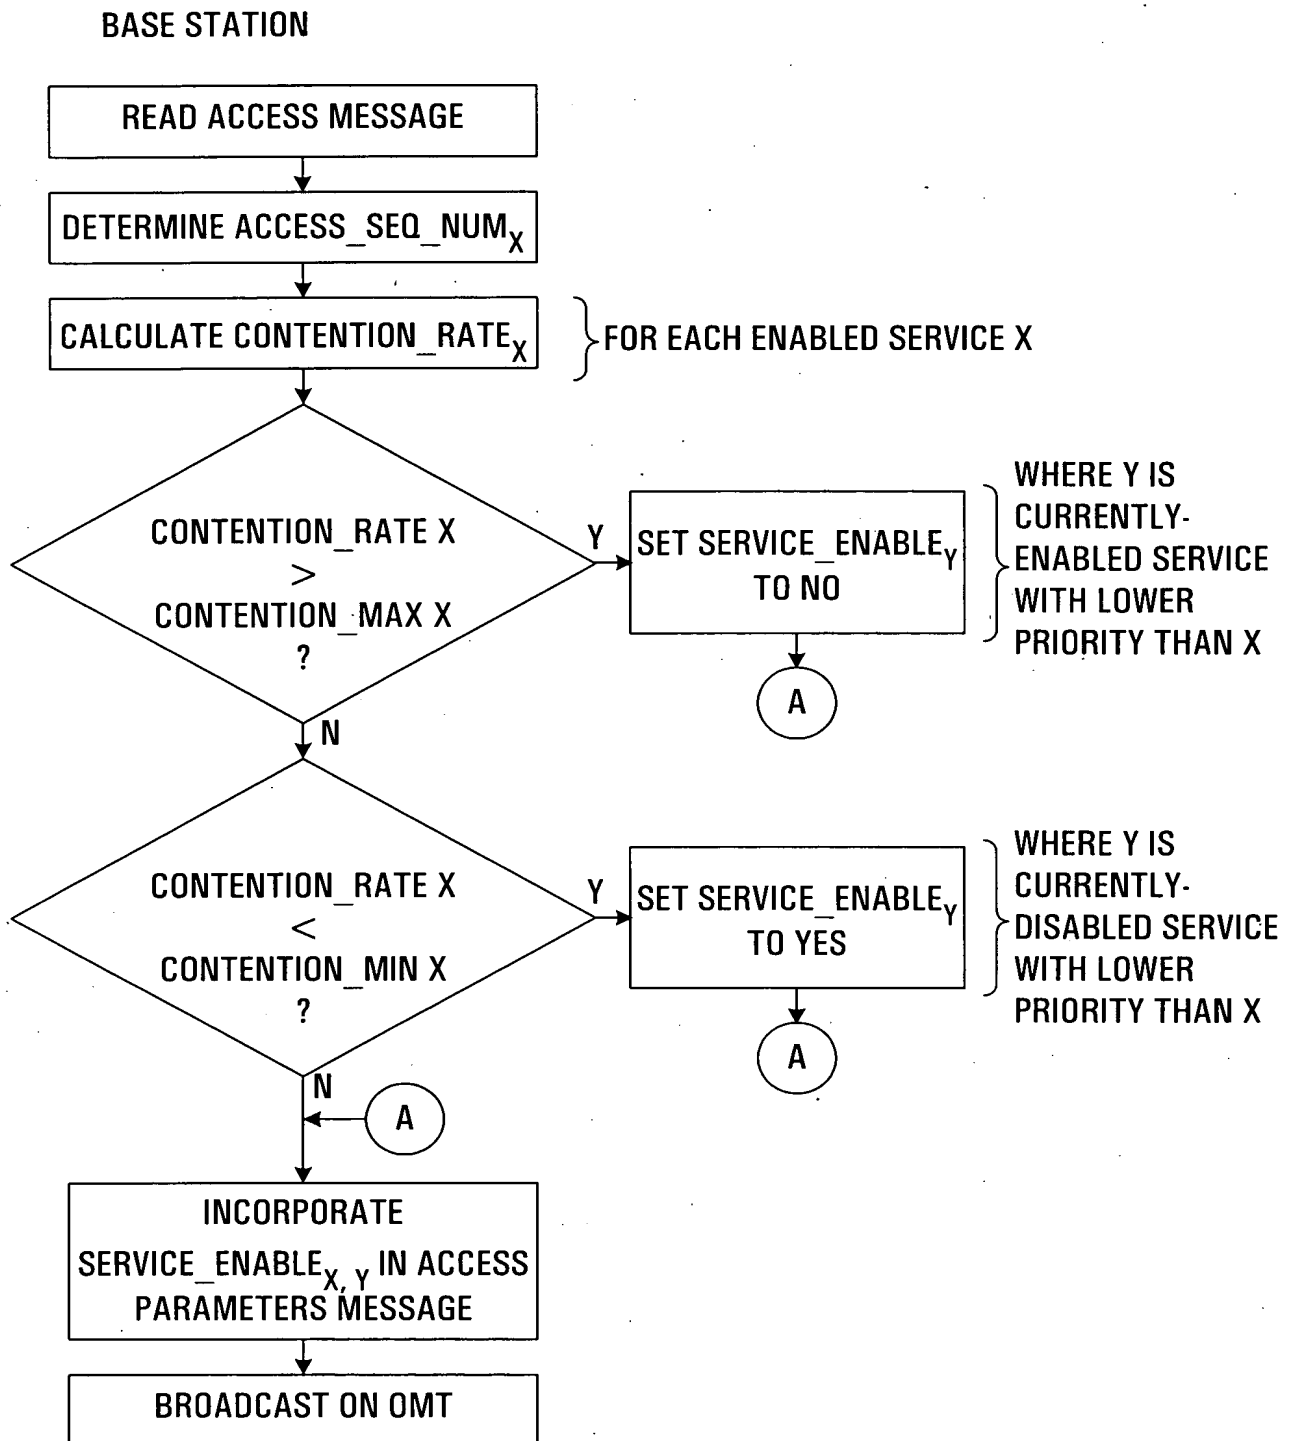 BASE STATION
READ ACCESS MESSAGE
DETERMINE ACCESS_SEQ_NUMX
CALCULATE CONTENTION_RATEX
FOR EACH ENABLED SERVICE X
CONTENTION_RATE X
>
CONTENTION_MAX X
?
Y
N
SET SERVICE_ENABLEY
TO NO
WHERE Y IS
CURRENTLY-
ENABLED SERVICE
WITH LOWER
PRIORITY THAN X
A
CONTENTION_RATE X
<
CONTENTION_MIN X
?
Y
N
SET SERVICE_ENABLEY
TO YES
WHERE Y IS
CURRENTLY-
DISABLED SERVICE
WITH LOWER
PRIORITY THAN X
A
A
INCORPORATE
SERVICE_ENABLEX, Y IN ACCESS
PARAMETERS MESSAGE
BROADCAST ON OMT